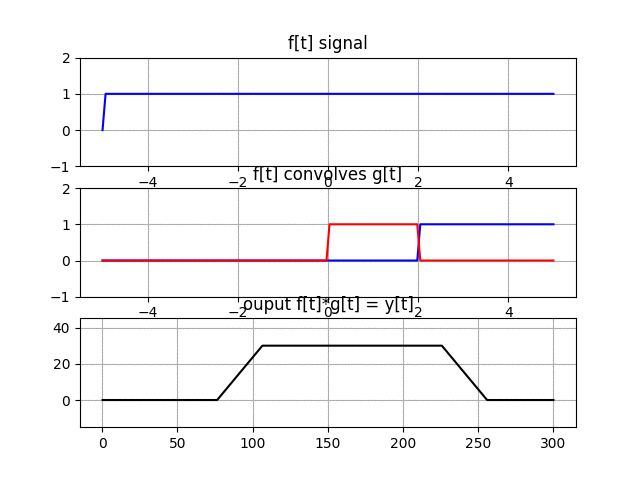 f[t] signal
2
1
0
−1
−4 −2 0 2 4
f[t] convolves g[t]
2
1
0
−1
−4 −2 0 2 4
ouput f[t]*g[t] = y[t]
40
20
0
0 50 100 150 200 250 300